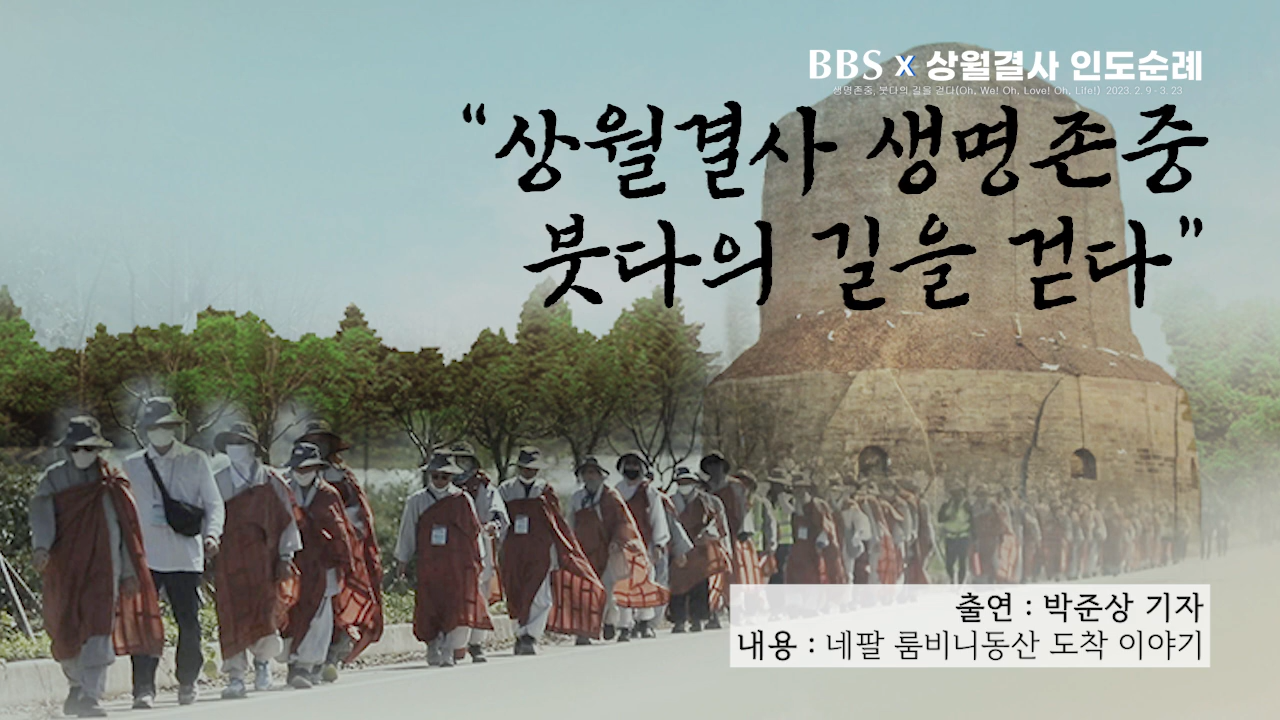 BBS X 상월결사 인도순례
생명존중, 붓다의 길을 걷다(Oh, We! Oh, Love! Oh, Life!) 2023. 2. 9 - 3. 23
“상월결사 생명존중
붓다의 길을 걷다”
출연 : 박준상 기자
내용 : 네팔 룸비니동산 도착 이야기